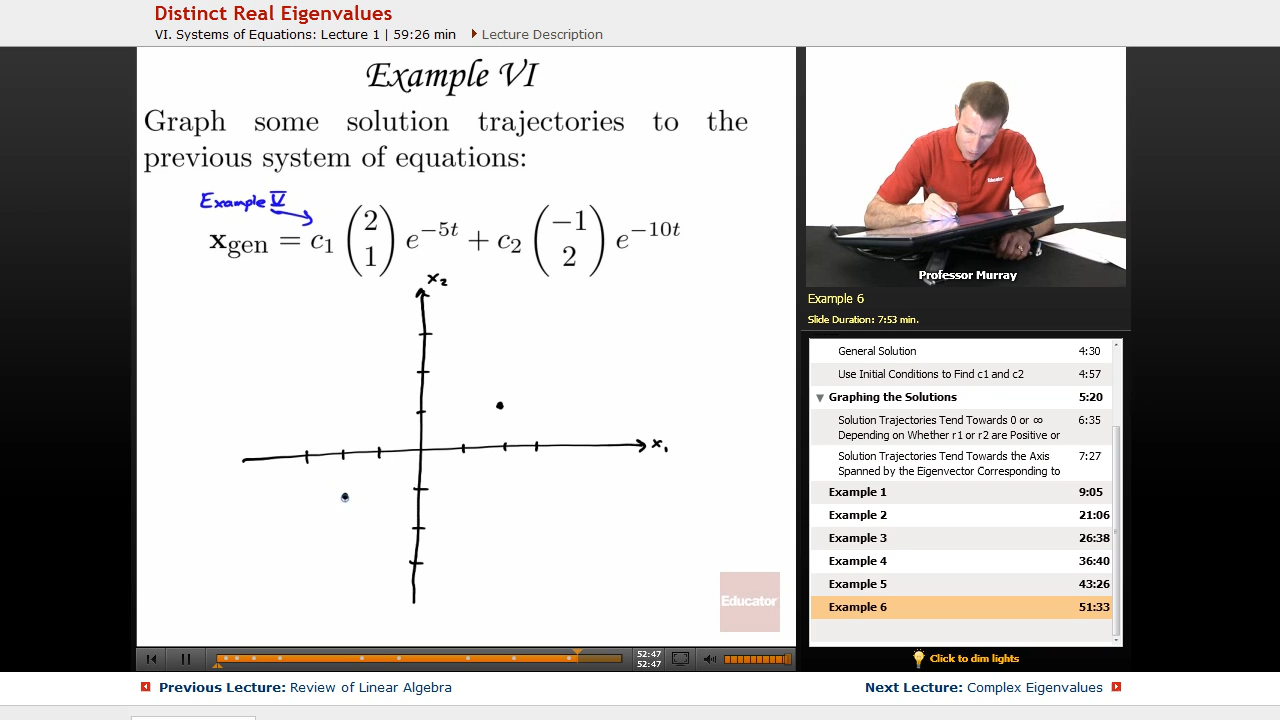 Distinct Real Eigenvalues
VI. Systems of Equations: Lecture 1 | 59:26 min
Lecture Description
Example VI
Graph some solution trajectories to the
previous system of equations:
Example V
x_gen = c₁ (2 1) e^{−5t} + c₂ (−1 2) e^{−10t}
x₂
x₁
Educator
52:47
52:47
Educator
Professor Murray
Example 6
Slide Duration: 7:53 min.
General Solution 4:30
Use Initial Conditions to Find c1 and c2 4:57
Graphing the Solutions 5:20
Solution Trajectories Tend Towards 0 or ∞ 6:35
Depending on Whether r1 or r2 are Positive or
Solution Trajectories Tend Towards the Axis 7:27
Spanned by the Eigenvector Corresponding to
Example 1 9:05
Example 2 21:06
Example 3 26:38
Example 4 36:40
Example 5 43:26
Example 6 51:33
Click to dim lights
Previous Lecture: Review of Linear Algebra
Next Lecture: Complex Eigenvalues